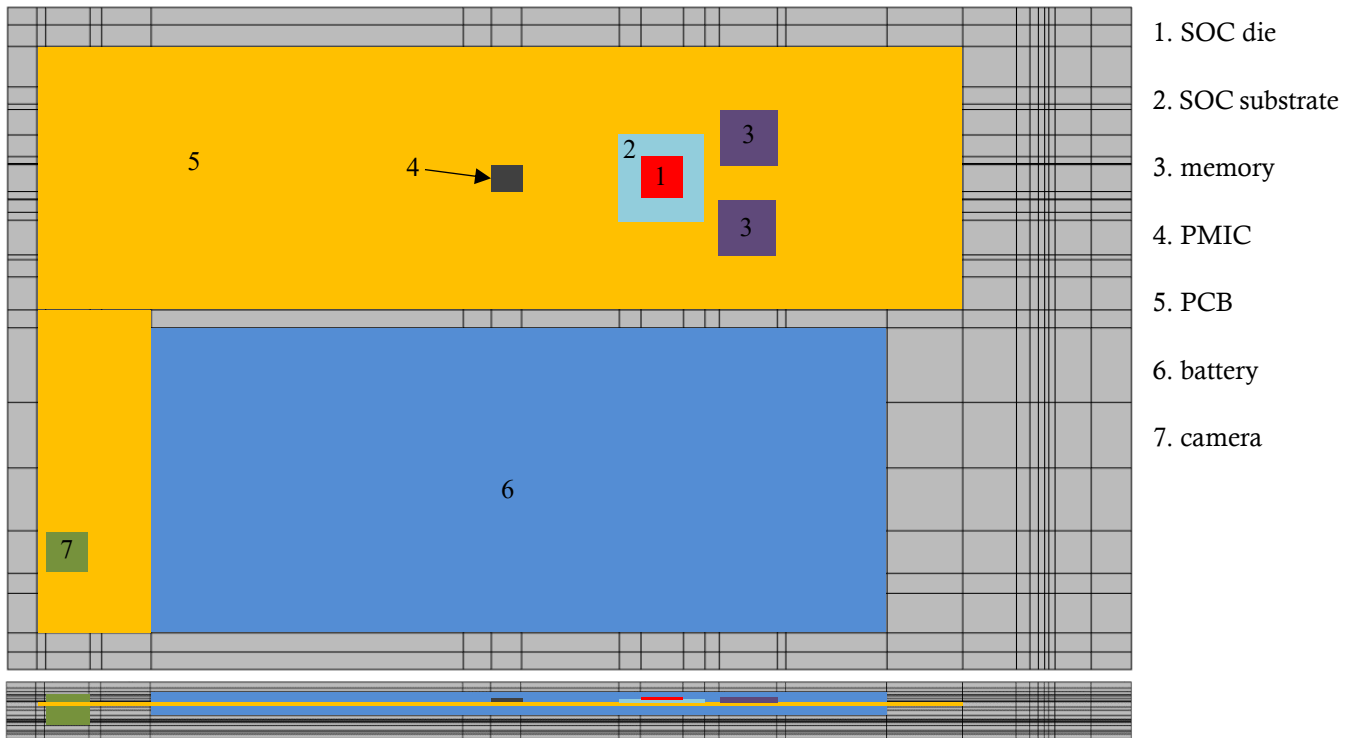 1. SOC die
2. SOC substrate
3. memory
4. PMIC
5. PCB
6. battery
7. camera
3
2
5
4
1
3
6
7